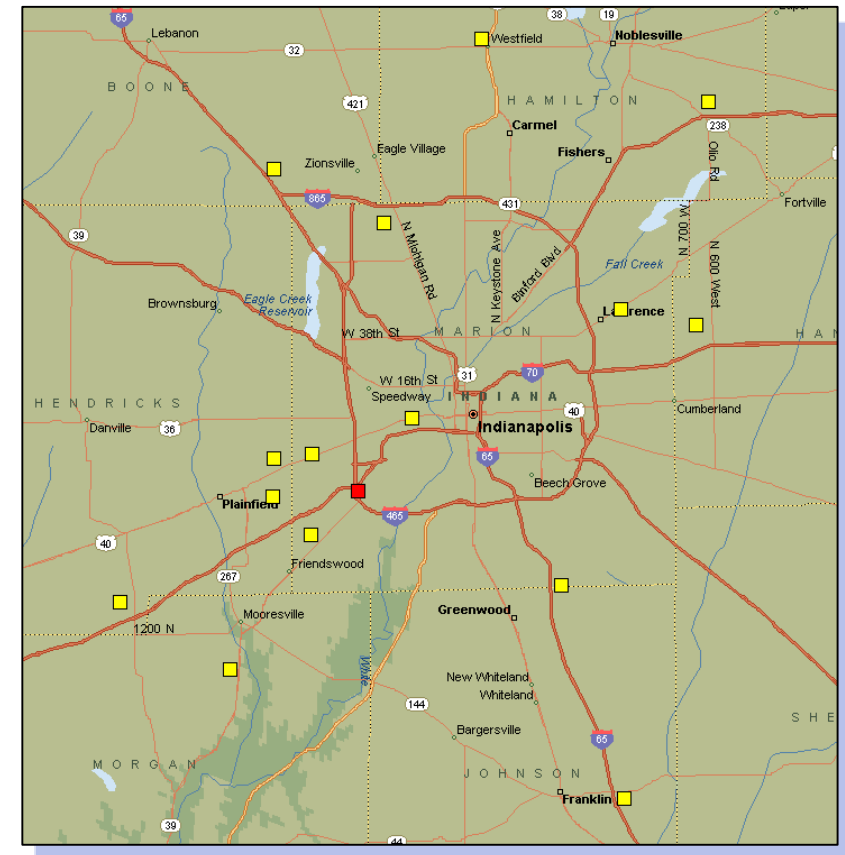 65
Lebanon
38
19
Westfield
Noblesville
32
BOONE
421
HAMILTON
238
Carmel
Eagle Village
Fishers
Zionsville
Olio Rd
865
431
Fortville
39
N Michigan Rd
N Keystone Ave
Binford Blvd
N 700 W
N 600 West
Fall Creek
Brownsburg
Eagle Creek
Reservoir
W 38th St
MARION
Lawrence
HAN
31
70
W 16th St
Speedway
INDIANA
HENDRICKS
40
Cumberland
Danville
36
Indianapolis
65
Beech Grove
Plainfield
465
40
Friendswood
267
Mooresville
Greenwood
1200 N
White
New Whiteland
Whiteland
144
SHE
Bargersville
65
MORGAN
JOHNSON
Franklin
39
44